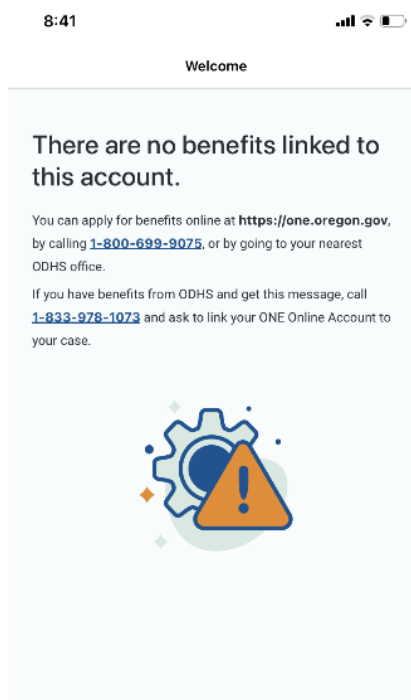 8:41
Welcome
There are no benefits linked to
this account.
You can apply for benefits online at https://one.oregon.gov,
by calling 1-800-699-9075, or by going to your nearest
ODHS office.
If you have benefits from ODHS and get this message, call
1-833-978-1073 and ask to link your ONE Online Account to
your case.